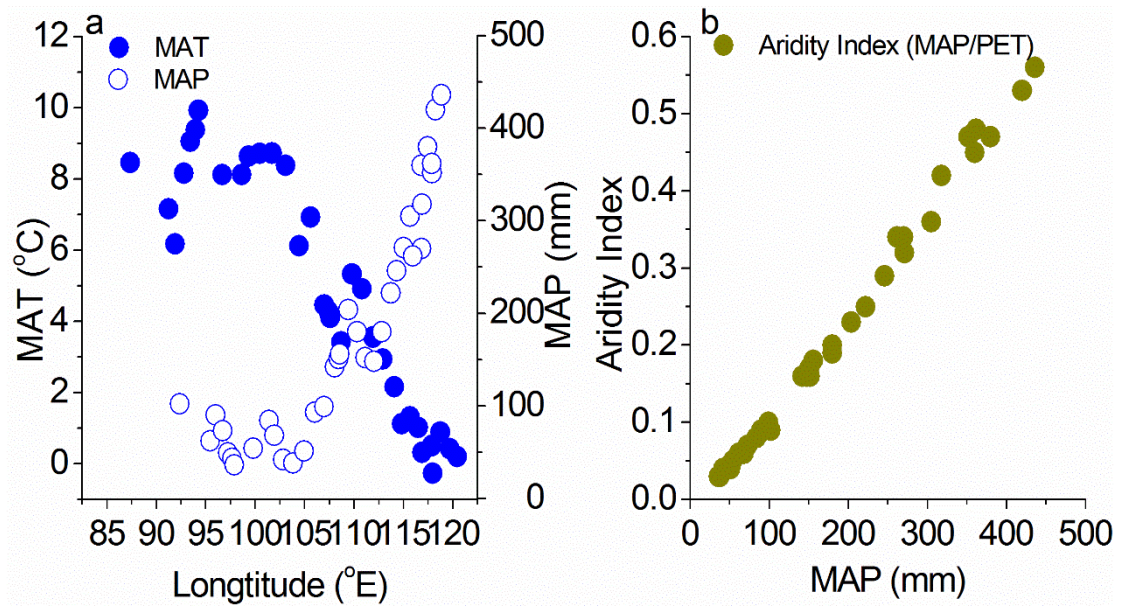 a
MAT
MAP
12
10
8
6
4
2
0
MAT (°C)
500
400
300
200
100
0
MAP (mm)
85 90 95 100 105 110 115 120
Longtitude (°E)
b
Aridity Index (MAP/PET)
0.6
0.5
0.4
0.3
0.2
0.1
0.0
Aridity Index
0 100 200 300 400 500
MAP (mm)